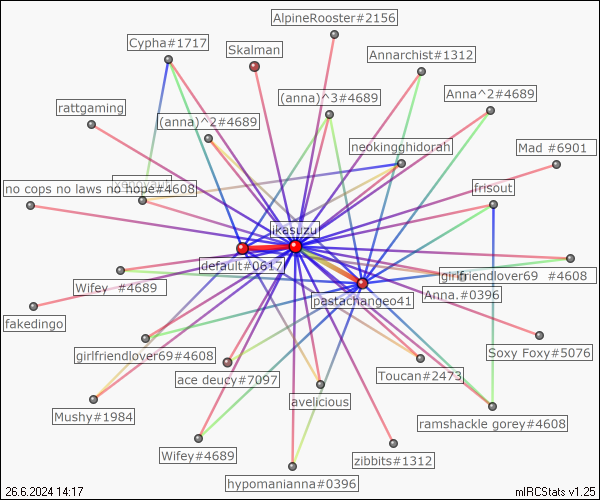 AlpineRooster#2156
Cypha#1717
Skalman
Annarchist#1312
(anna)^3#4689
Anna^2#4689
rattgaming
(anna)^2#4689
neokingghidorah
Mad #6901
no cops no laws no hope#4608
frisout
ikasuzu
default#0617
girlfriendlover69 #4608
Wifey #4689
Anna.#0396
pastachangeo41
fakedingo
girlfriendlover69#4608
Soxy Foxy#5076
ace deucy#7097
Toucan#2473
avelicious
Mushy#1984
ramshackle gorey#4608
Wifey#4689
zibbits#1312
hypomanianna#0396
26.6.2024 14:17
mIRCStats v1.25